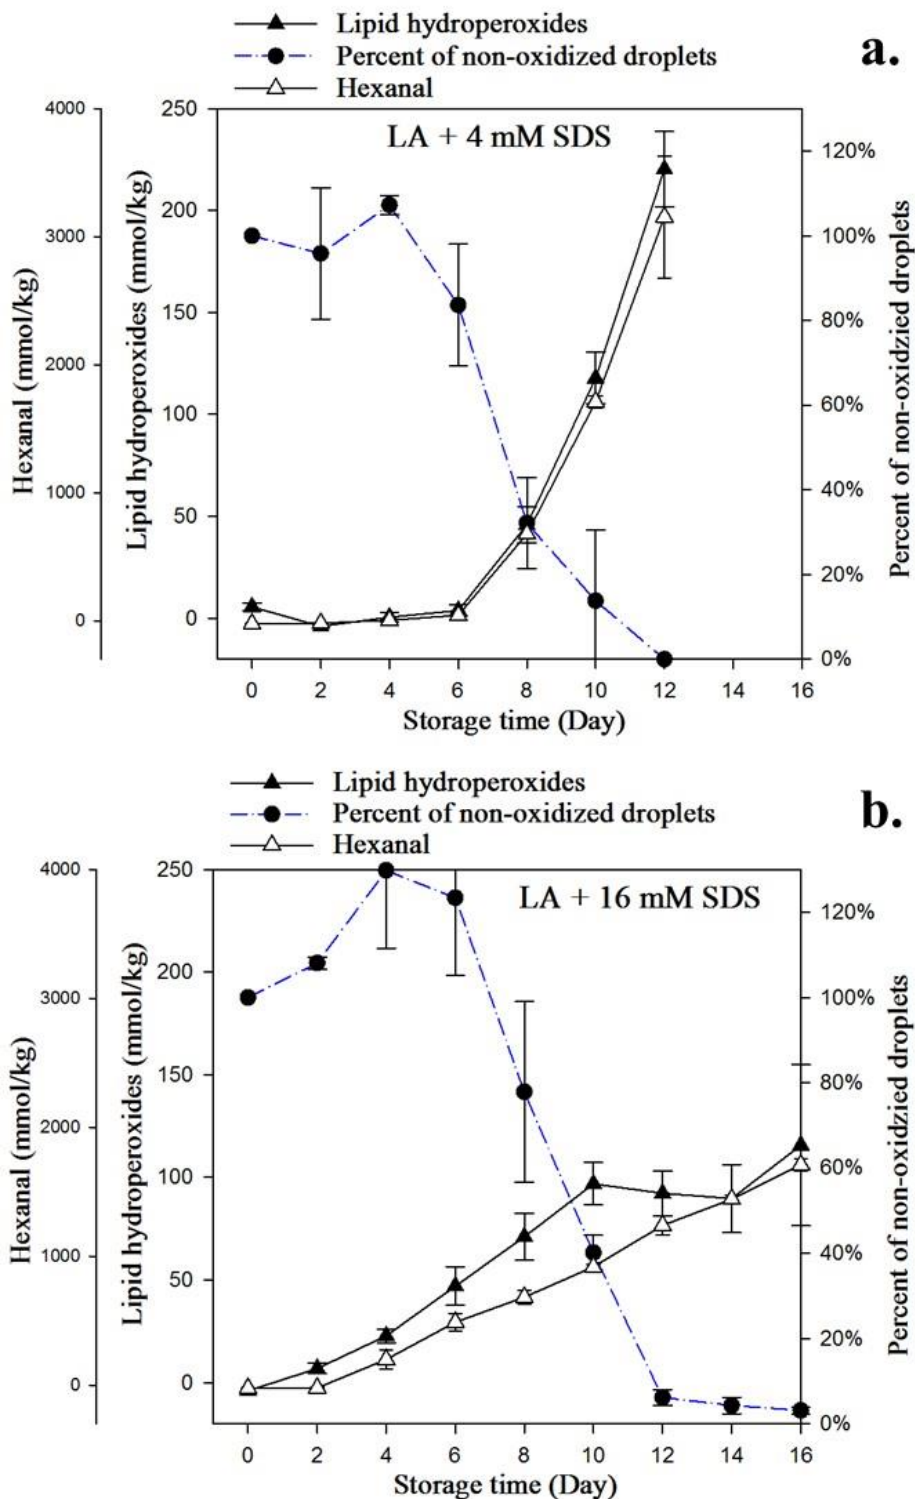 Lipid hydroperoxides
Percent of non-oxidized droplets
Hexanal
a.
LA + 4 mM SDS
Hexanal (mmol/kg)
4000
3000
2000
1000
0
Lipid hydroperoxides (mmol/kg)
250
200
150
100
50
0
120%
100%
80%
60%
40%
20%
0%
Percent of non-oxidzied droplets
0 2 4 6 8 10 12 14 16
Storage time (Day)
Lipid hydroperoxides
Percent of non-oxidized droplets
Hexanal
b.
LA + 16 mM SDS
Hexanal (mmol/kg)
4000
3000
2000
1000
0
Lipid hydroperoxides (mmol/kg)
250
200
150
100
50
0
120%
100%
80%
60%
40%
20%
0%
Percent of non-oxidzied droplets
0 2 4 6 8 10 12 14 16
Storage time (Day)